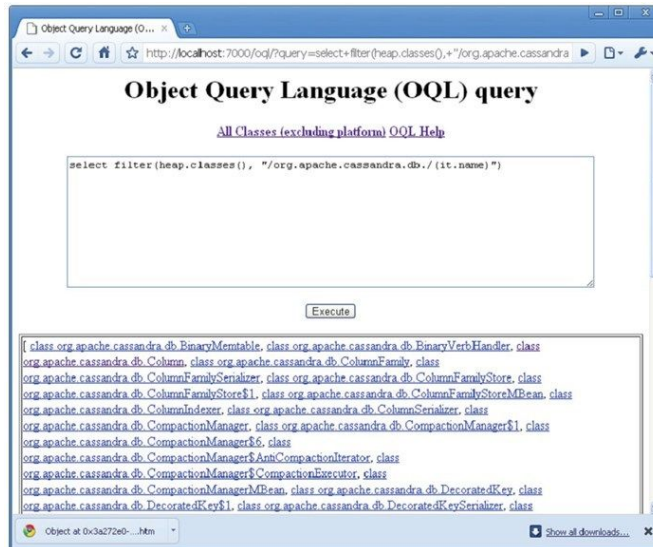 Object Query Language (O...
http://localhost:7000/oql/?query=select+filter(heap.classes(),+"/org.apache.cassandra
Object Query Language (OQL) query
All Classes (excluding platform) OQL Help
select filter(heap.classes(), "/org.apache.cassandra.db./(it.name)")
Execute
[ class org.apache.cassandra.db.BinaryMemtable, class org.apache.cassandra.db.BinaryVerbHandler, class
org.apache.cassandra.db.Column, class org.apache.cassandra.db.ColumnFamily, class
org.apache.cassandra.db.ColumnFamilySerializer, class org.apache.cassandra.db.ColumnFamilyStore, class
org.apache.cassandra.db.ColumnFamilyStore$1, class org.apache.cassandra.db.ColumnFamilyStoreMBean, class
org.apache.cassandra.db.ColumnIndexer, class org.apache.cassandra.db.ColumnSerializer, class
org.apache.cassandra.db.CompactionManager, class org.apache.cassandra.db.CompactionManager$1, class
org.apache.cassandra.db.CompactionManager$6, class
org.apache.cassandra.db.CompactionManager$AntiCompactionIterator, class
org.apache.cassandra.db.CompactionManager$CompactionExecutor, class
org.apache.cassandra.db.CompactionManagerMBean, class org.apache.cassandra.db.DecoratedKey, class
org.apache.cassandra.db.DecoratedKey$1, class org.apache.cassandra.db.DecoratedKeySerializer, class
Object at 0x3a272e0-....htm
Show all downloads...